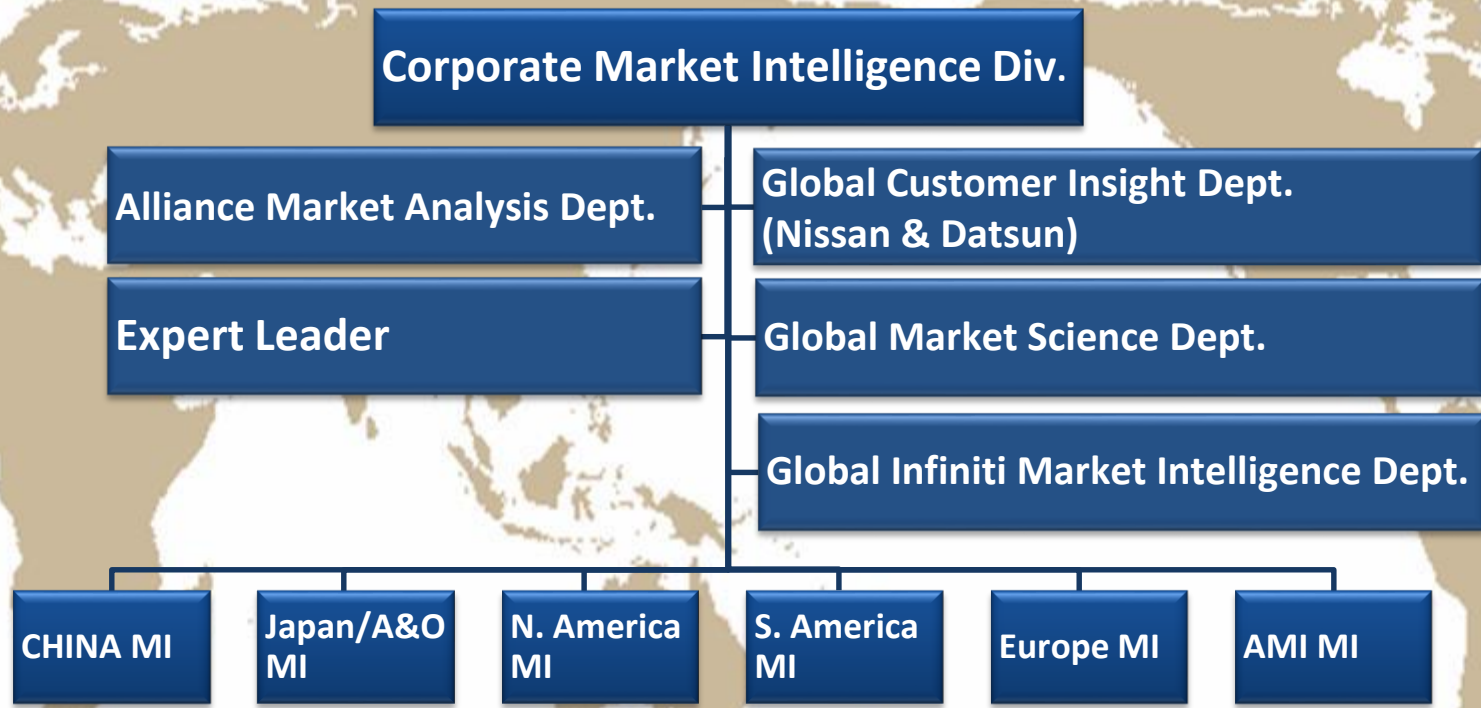 Corporate Market Intelligence Div.
Alliance Market Analysis Dept.
Global Customer Insight Dept.
(Nissan & Datsun)
Expert Leader
Global Market Science Dept.
Global Infiniti Market Intelligence Dept.
CHINA MI
Japan/A&O
MI
N. America
MI
S. America
MI
Europe MI
AMI MI